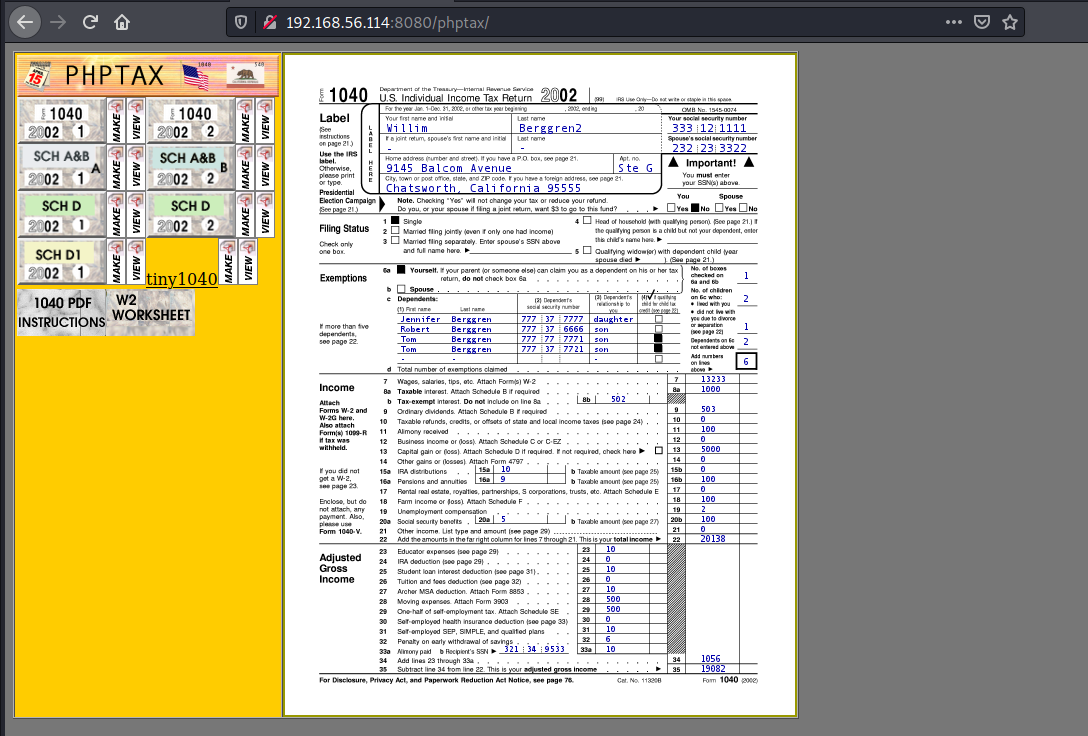 192.168.56.114:8080/phptax/
APRIL 15 PHPTAX 1040 540
1040 MAKE VIEW 1040 MAKE VIEW
2002 1 2002 2
SCH A&B A MAKE VIEW SCH A&B B MAKE VIEW
2002 1 2002 2
SCH D MAKE VIEW SCH D MAKE VIEW
2002 1 2002 2
SCH D1 MAKE VIEW tiny1040 MAKE VIEW
2002 1
1040 PDF INSTRUCTIONS
W2 WORKSHEET
Form 1040 Department of the Treasury—Internal Revenue Service
U.S. Individual Income Tax Return 2002 (99) IRS Use Only—Do not write or staple in this space.
For the year Jan. 1-Dec. 31, 2002, or other tax year beginning , 2002, ending , 20 OMB No. 1545-0074
Label
(See instructions on page 21.)
Use the IRS label.
Otherwise, please print or type.
LABEL HERE
Your first name and initial Last name Your social security number
Willim Berggren2 333 12 1111
If a joint return, spouse's first name and initial Last name Spouse's social security number
- - 232 23 3322
Home address (number and street). If you have a P.O. box, see page 21. Apt. no.
9145 Balcom Avenue Ste G
City, town or post office, state, and ZIP code. If you have a foreign address, see page 21.
Chatsworth, California 95555
Important!
You must enter your SSN(s) above.
Presidential Election Campaign (See page 21.)
Note. Checking "Yes" will not change your tax or reduce your refund.
Do you, or your spouse if filing a joint return, want $3 to go to this fund?
You Spouse
Yes No Yes No
Filing Status
Check only one box.
1 Single
2 Married filing jointly (even if only one had income)
3 Married filing separately. Enter spouse's SSN above and full name here.
4 Head of household (with qualifying person). (See page 21.) If the qualifying person is a child but not your dependent, enter this child's name here.
5 Qualifying widow(er) with dependent child (year spouse died ). (See page 21.)
Exemptions
If more than five dependents, see page 22.
6a Yourself. If your parent (or someone else) can claim you as a dependent on his or her tax return, do not check box 6a
b Spouse
c Dependents:
(1) First name Last name (2) Dependent's social security number (3) Dependent's relationship to you (4) if qualifying child for child tax credit (see page 22)
Jennifer Berggren 777 37 7777 daughter
Robert Berggren 777 37 6666 son
Tom Berggren 777 77 7771 son
Tom Berggren 777 37 7721 son
- -
d Total number of exemptions claimed
No. of boxes checked on 6a and 6b 1
No. of children on 6c who:
• lived with you 2
• did not live with you due to divorce or separation (see page 22) 1
Dependents on 6c not entered above 2
Add numbers on lines above 6
Income
Attach Forms W-2 and W-2G here. Also attach Form(s) 1099-R if tax was withheld.
If you did not get a W-2, see page 23.
Enclose, but do not attach, any payment. Also, please use Form 1040-V.
7 Wages, salaries, tips, etc. Attach Form(s) W-2 7 13233
8a Taxable interest. Attach Schedule B if required 8a 1000
b Tax-exempt interest. Do not include on line 8a 8b 502
9 Ordinary dividends. Attach Schedule B if required 9 503
10 Taxable refunds, credits, or offsets of state and local income taxes (see page 24) 10 0
11 Alimony received 11 100
12 Business income or (loss). Attach Schedule C or C-EZ 12 0
13 Capital gain or (loss). Attach Schedule D if required. If not required, check here 13 5000
14 Other gains or (losses). Attach Form 4797 14 0
15a IRA distributions 15a 10 b Taxable amount (see page 25) 15b 0
16a Pensions and annuities 16a 9 b Taxable amount (see page 25) 16b 100
17 Rental real estate, royalties, partnerships, S corporations, trusts, etc. Attach Schedule E 17 0
18 Farm income or (loss). Attach Schedule F 18 100
19 Unemployment compensation 19 2
20a Social security benefits 20a 5 b Taxable amount (see page 27) 20b 100
21 Other income. List type and amount (see page 29) 21 0
22 Add the amounts in the far right column for lines 7 through 21. This is your total income 22 20138
Adjusted Gross Income
23 Educator expenses (see page 29) 23 10
24 IRA deduction (see page 29) 24 0
25 Student loan interest deduction (see page 31) 25 10
26 Tuition and fees deduction (see page 32) 26 0
27 Archer MSA deduction. Attach Form 8853 27 10
28 Moving expenses. Attach Form 3903 28 500
29 One-half of self-employment tax. Attach Schedule SE 29 500
30 Self-employed health insurance deduction (see page 33) 30 0
31 Self-employed SEP, SIMPLE, and qualified plans 31 10
32 Penalty on early withdrawal of savings 32 6
33a Alimony paid b Recipient's SSN 321 34 9533 33a 10
34 Add lines 23 through 33a 34 1056
35 Subtract line 34 from line 22. This is your adjusted gross income 35 19082
For Disclosure, Privacy Act, and Paperwork Reduction Act Notice, see page 76. Cat. No. 11320B Form 1040 (2002)